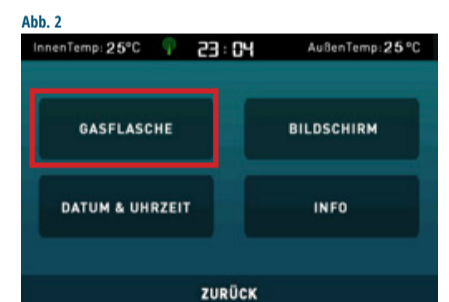 Abb. 2
InnenTemp: 25°C 23:04 AußenTemp: 25°C
GASFLASCHE BILDSCHIRM
DATUM & UHRZEIT INFO
ZURÜCK